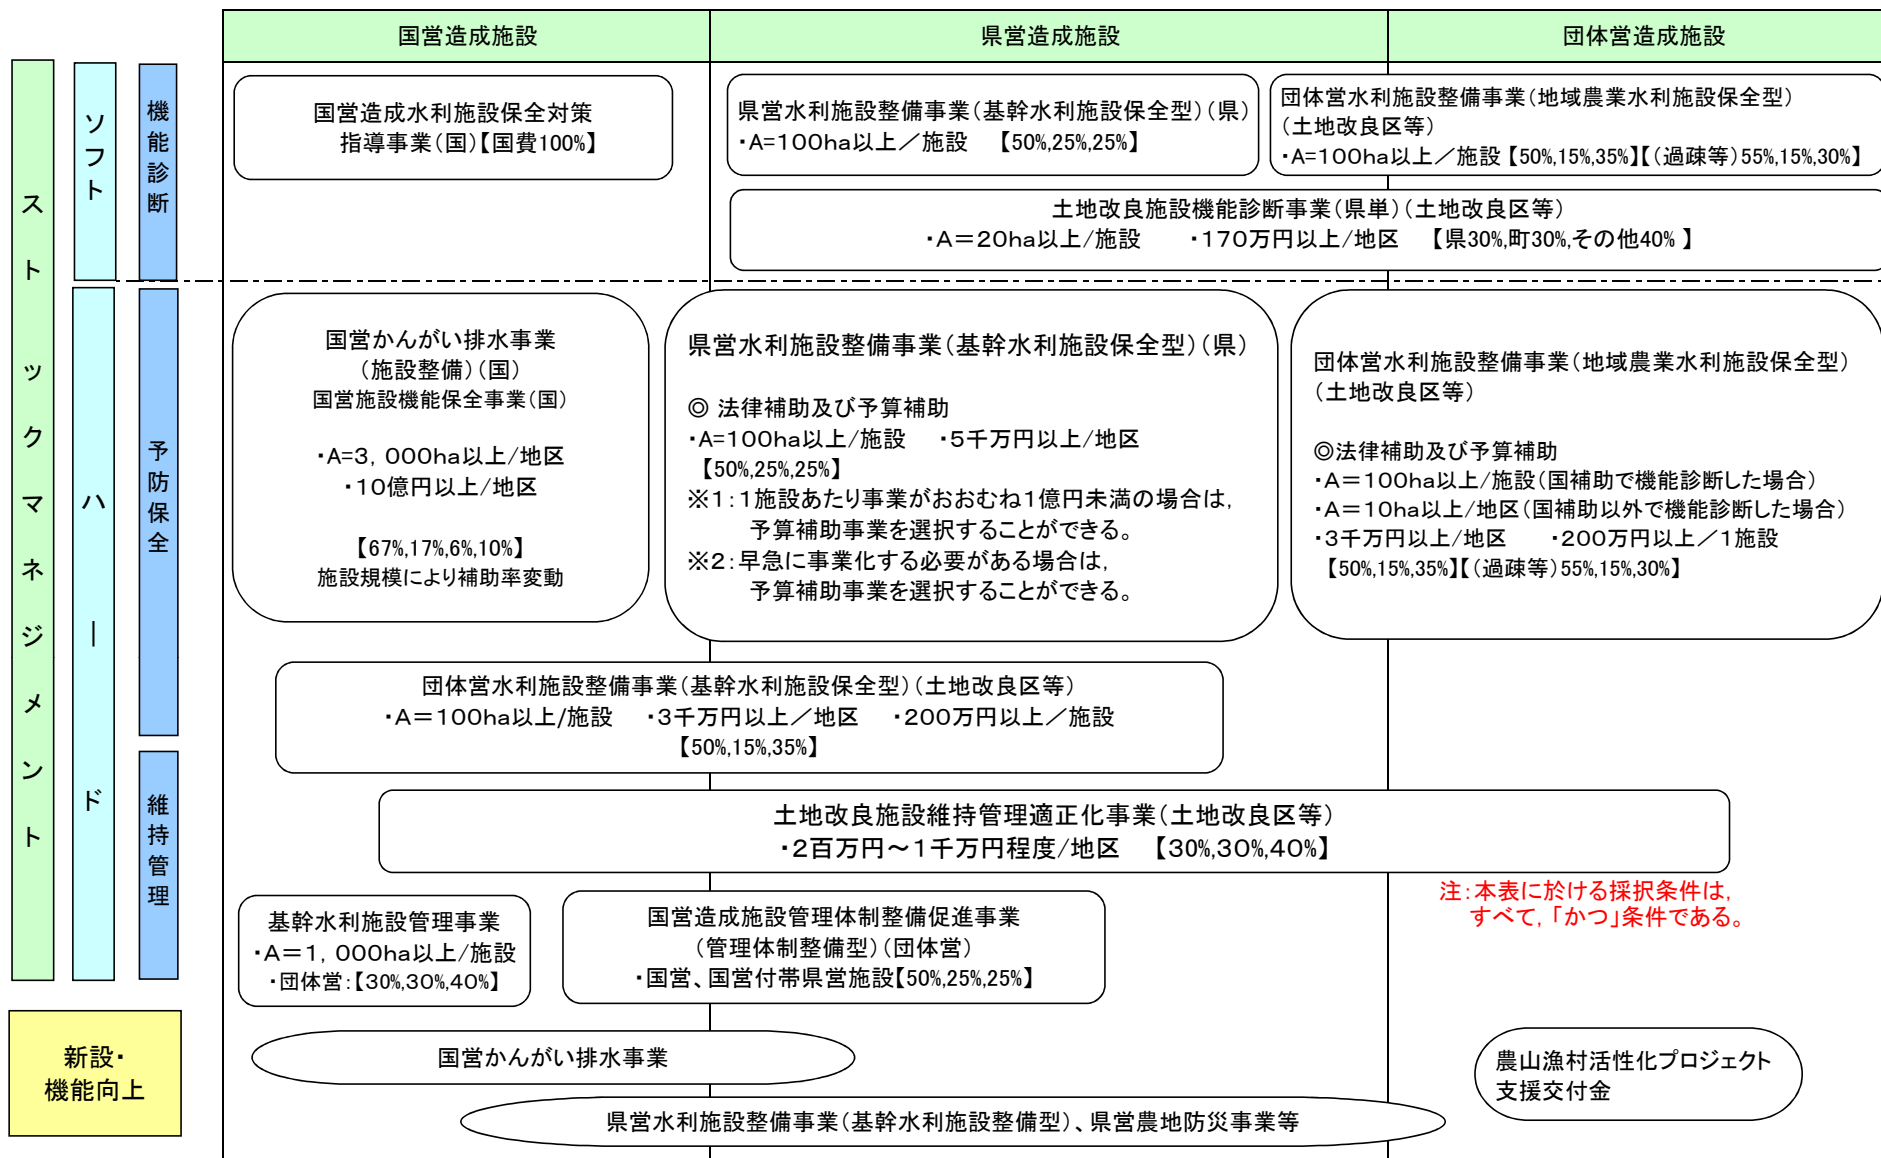 国営造成施設
県営造成施設
団体営造成施設
ストックマネジメント
ソフト
機能診断
国営造成水利施設保全対策
指導事業(国)【国費100%】
県営水利施設整備事業(基幹水利施設保全型)(県)
・A=100ha以上/施設 【50%,25%,25%】
団体営水利施設整備事業(地域農業水利施設保全型)
(土地改良区等)
・A=100ha以上/施設【50%,15%,35%】【(過疎等)55%,15%,30%】
土地改良施設機能診断事業(県単)(土地改良区等)
・A=20ha以上/施設 ・170万円以上/地区 【県30%,町30%,その他40% 】
ハード
予防保全
国営かんがい排水事業
(施設整備)(国)
国営施設機能保全事業(国)
・A=3,000ha以上/地区
・10億円以上/地区
【67%,17%,6%,10%】
施設規模により補助率変動
県営水利施設整備事業(基幹水利施設保全型)(県)
◎ 法律補助及び予算補助
・A=100ha以上/施設 ・5千万円以上/地区
【50%,25%,25%】
※1:1施設あたり事業がおおむね1億円未満の場合は,
予算補助事業を選択することができる。
※2:早急に事業化する必要がある場合は,
予算補助事業を選択することができる。
団体営水利施設整備事業(地域農業水利施設保全型)
(土地改良区等)
◎法律補助及び予算補助
・A=100ha以上/施設(国補助で機能診断した場合)
・A=10ha以上/地区(国補助以外で機能診断した場合)
・3千万円以上/地区 ・200万円以上/1施設
【50%,15%,35%】【(過疎等)55%,15%,30%】
団体営水利施設整備事業(基幹水利施設保全型)(土地改良区等)
・A=100ha以上/施設 ・3千万円以上/地区 ・200万円以上/施設
【50%,15%,35%】
維持管理
土地改良施設維持管理適正化事業(土地改良区等)
・2百万円~1千万円程度/地区 【30%,30%,40%】
基幹水利施設管理事業
・A=1,000ha以上/施設
・団体営:【30%,30%,40%】
国営造成施設管理体制整備促進事業
(管理体制整備型)(団体営)
・国営、国営付帯県営施設【50%,25%,25%】
注:本表に於ける採択条件は,
すべて,「かつ」条件である。
新設・
機能向上
国営かんがい排水事業
農山漁村活性化プロジェクト
支援交付金
県営水利施設整備事業(基幹水利施設整備型)、県営農地防災事業等